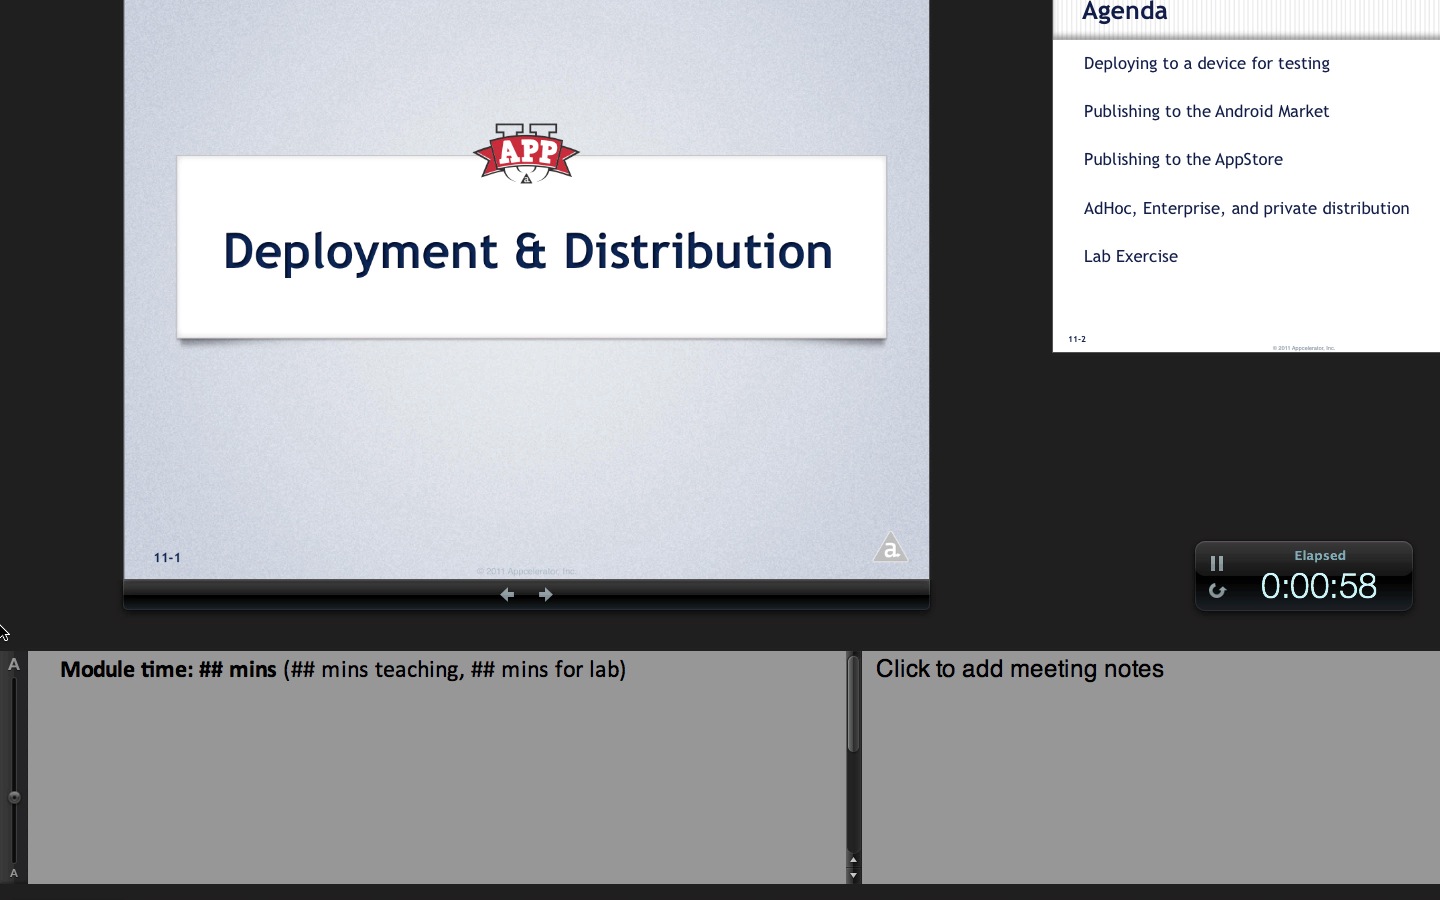 APP
a
Deployment & Distribution
11-1
© 2011 Appcelerator, Inc.
a
Agenda
Deploying to a device for testing
Publishing to the Android Market
Publishing to the AppStore
AdHoc, Enterprise, and private distribution
Lab Exercise
11-2
© 2011 Appcelerator, Inc.
Elapsed
0:00:58
A
A
Module time: ## mins (## mins teaching, ## mins for lab)
Click to add meeting notes